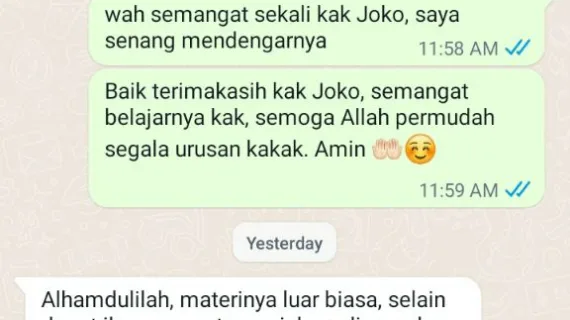 wah semangat sekali kak Joko, saya
senang mendengarnya
11:58 AM
Baik terimakasih kak Joko, semangat
belajarnya kak, semoga Allah permudah
segala urusan kakak. Amin 🤲🏻☺️
11:59 AM
Yesterday
Alhamdulilah, materinya luar biasa, selain